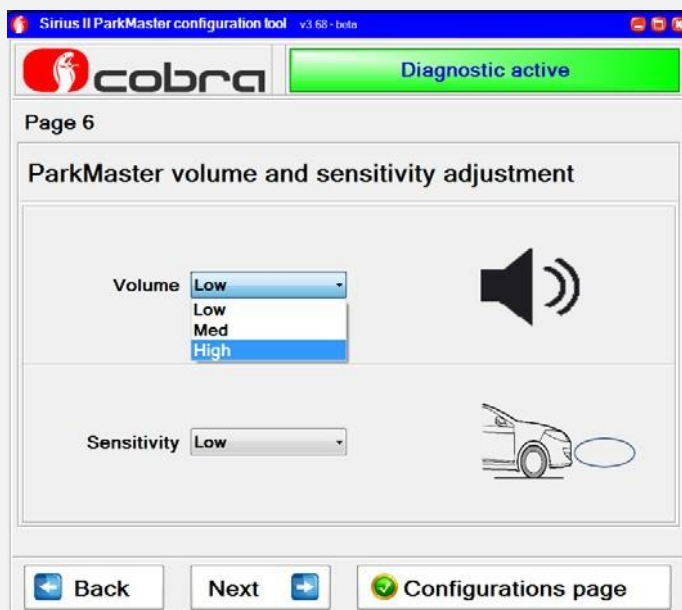 Sirius II ParkMaster configuration tool v3.68 - beta
cobra
Diagnostic active
Page 6
ParkMaster volume and sensitivity adjustment
Volume Low
Low
Med
High
Sensitivity Low
Back Next Configurations page